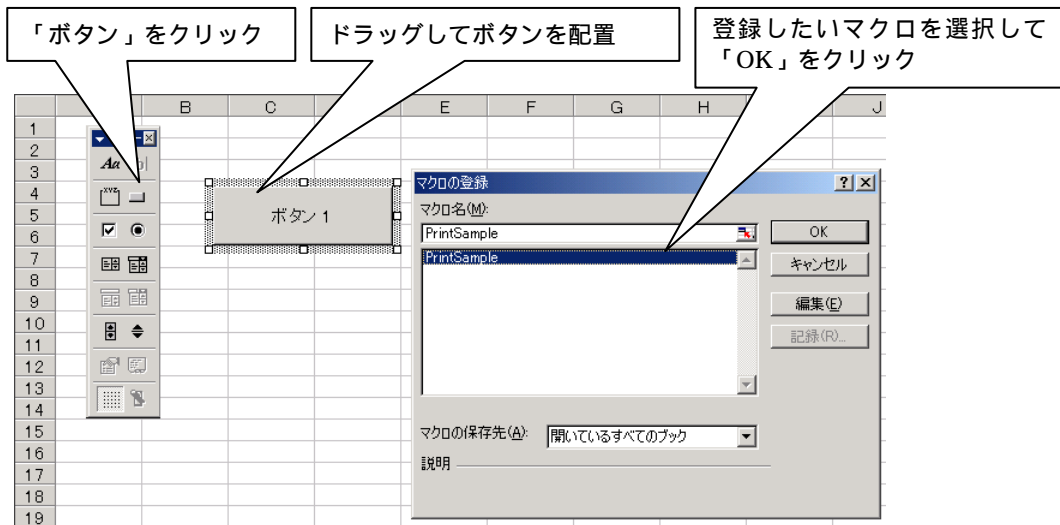 「ボタン」をクリック
ドラッグしてボタンを配置
登録したいマクロを選択して
「OK」をクリック
B C E F G H J
1
2
3
4
5
6
7
8
9
10
11
12
13
14
15
16
17
18
19
Aa
XYZ
ボタン 1
マクロの登録
マクロ名(M):
PrintSample
PrintSample
OK
キャンセル
編集(E)
記録(R)...
マクロの保存先(A): 開いているすべてのブック
説明